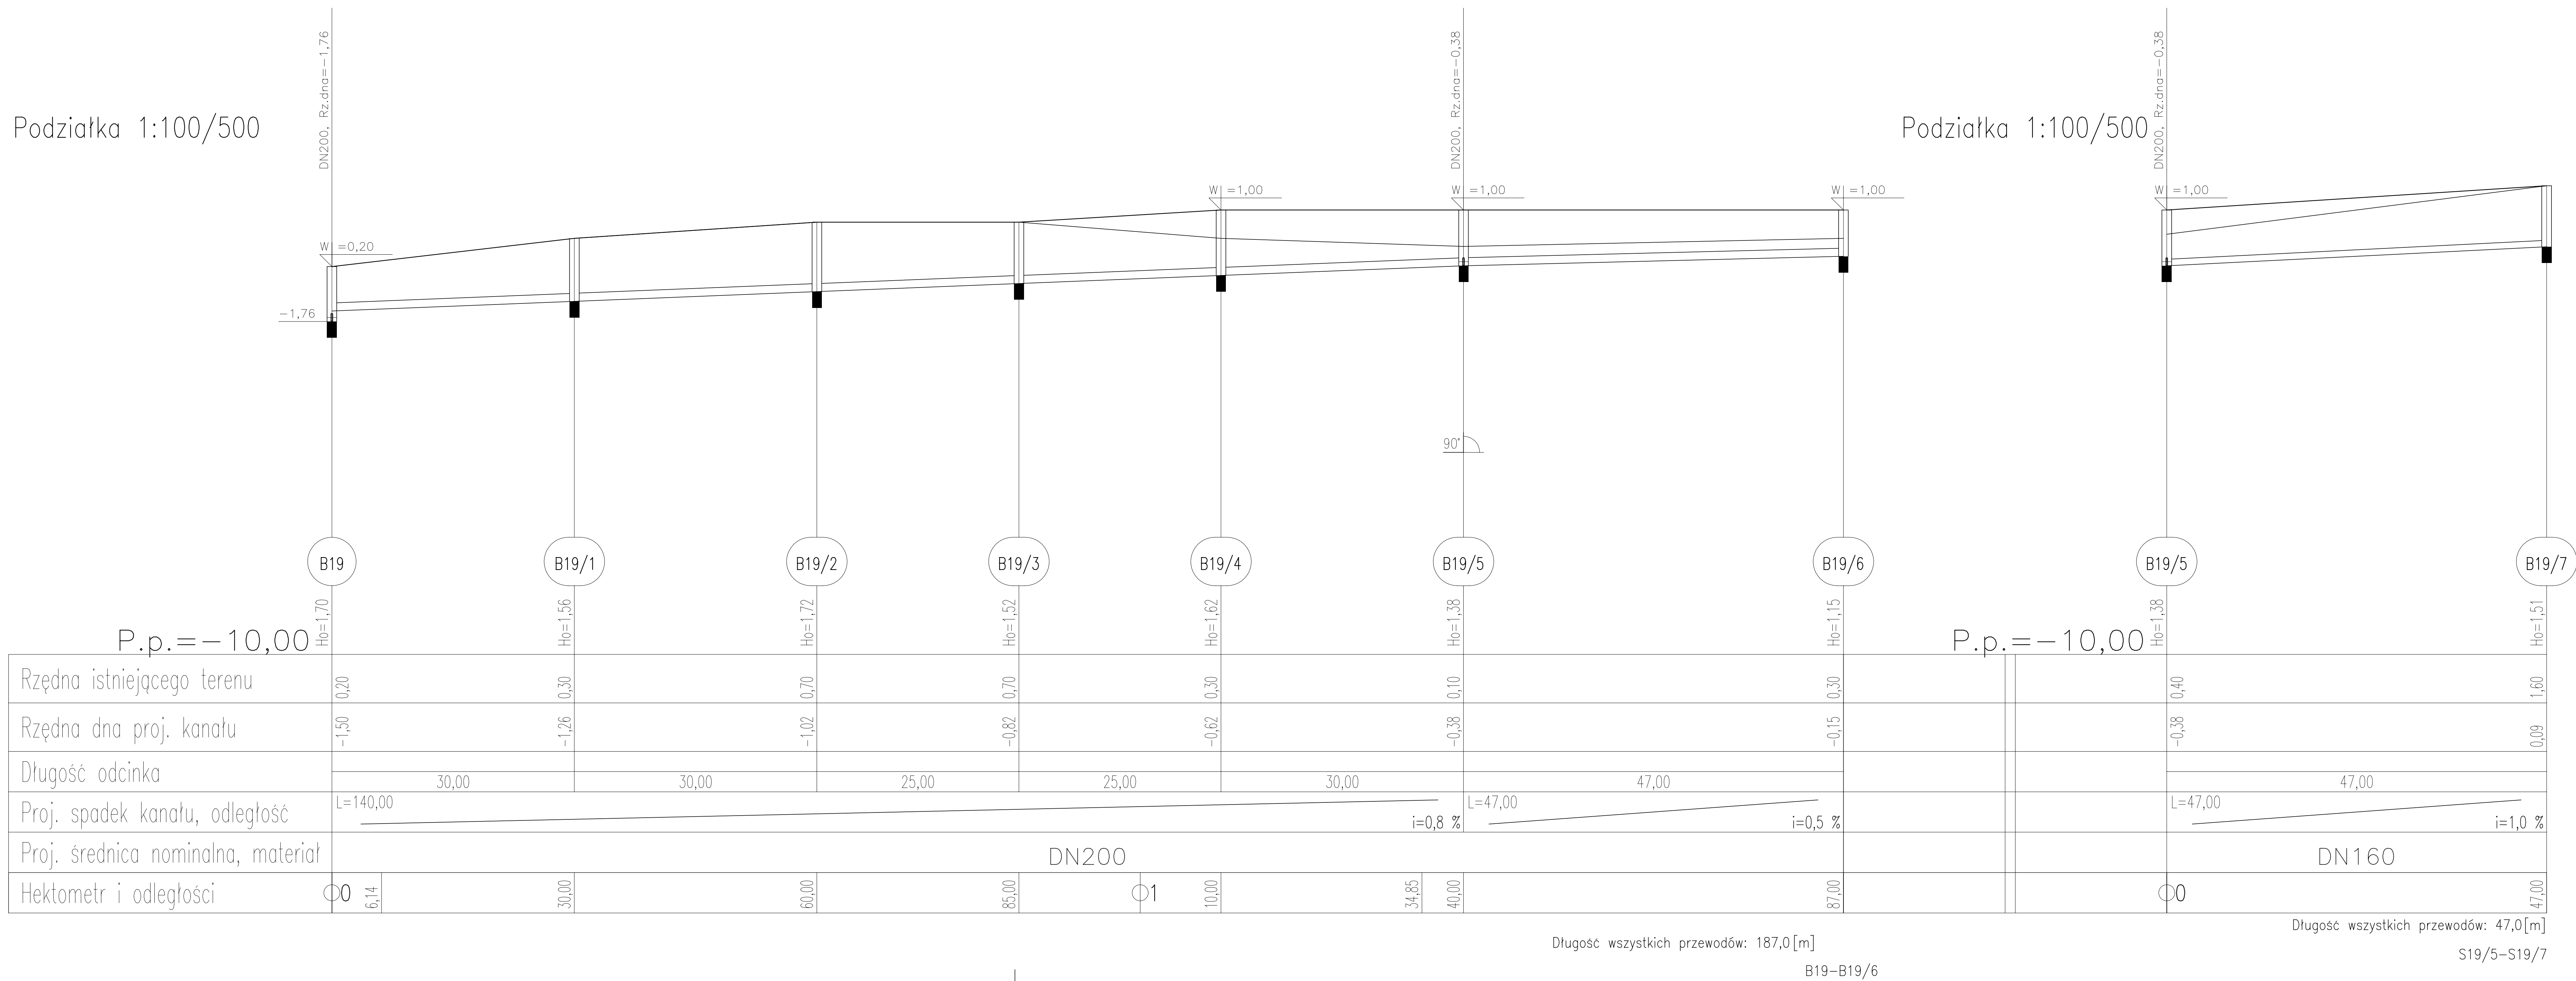 DN200, Rz.dna=-1,76
DN200, Rz.dna=-0,38
DN200, Rz.dna=-0,38
Podziałka 1:100/500
Podziałka 1:100/500
W =0,20
W =1,00
W =1,00
W =1,00
W =1,00
-1,76
90°
B19
B19/1
B19/2
B19/3
B19/4
B19/5
B19/6
B19/5
B19/7
Ho=1,70
Ho=1,56
Ho=1,72
Ho=1,52
Ho=1,62
Ho=1,38
Ho=1,15
Ho=1,38
Ho=1,51
P.p.=-10,00
P.p.=-10,00
Rzędna istniejącego terenu 0,20 0,30 0,70 0,70 0,30 0,10 0,30 0,40 1,60
Rzędna dna proj. kanału -1,50 -1,26 -1,02 -0,82 -0,62 -0,38 -0,15 -0,38 0,09
Długość odcinka 30,00 30,00 25,00 25,00 30,00 47,00 47,00
Proj. spadek kanału, odległość L=140,00 i=0,8 % L=47,00 i=0,5 % L=47,00 i=1,0 %
Proj. średnica nominalna, materiał DN200 DN160
Hektometr i odległości 0 6,14 30,00 60,00 85,00 1 10,00 34,85 40,00 87,00 0 47,00
Długość wszystkich przewodów: 47,0[m]
Długość wszystkich przewodów: 187,0[m]
S19/5-S19/7
B19-B19/6